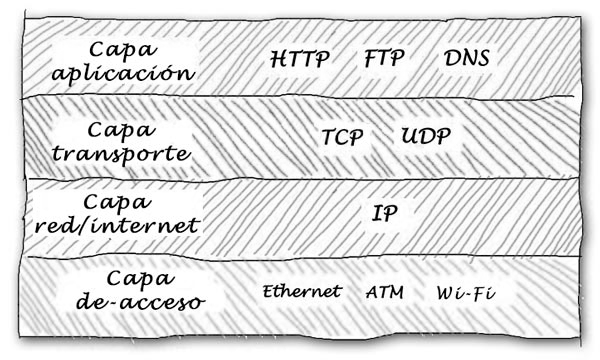 Capa
aplicación
HTTP FTP DNS
Capa
transporte
TCP UDP
Capa
red/internet
IP
Capa
de-acceso
Ethernet ATM Wi-Fi